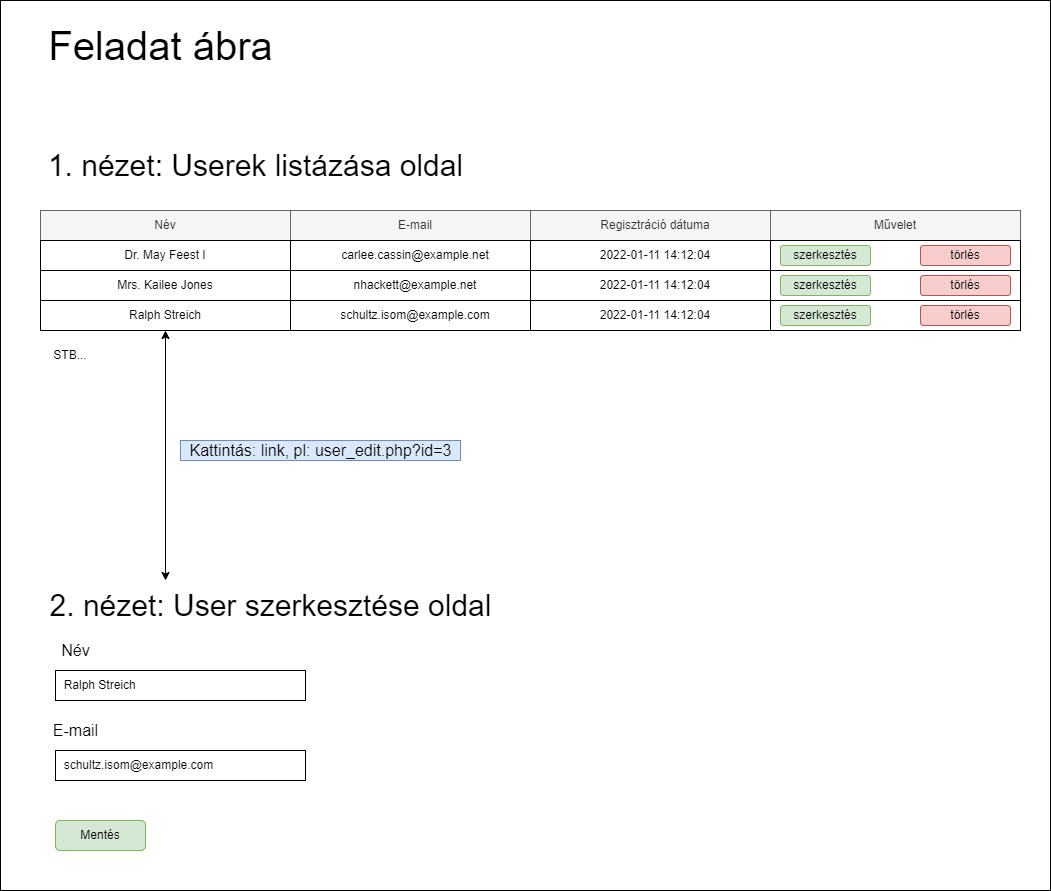 Feladat ábra
1. nézet: Userek listázása oldal
Név E-mail Regisztráció dátuma Művelet
Dr. May Feest I carlee.cassin@example.net 2022-01-11 14:12:04 szerkesztés törlés
Mrs. Kailee Jones nhackett@example.net 2022-01-11 14:12:04 szerkesztés törlés
Ralph Streich schultz.isom@example.com 2022-01-11 14:12:04 szerkesztés törlés
STB...
Kattintás: link, pl: user_edit.php?id=3
2. nézet: User szerkesztése oldal
Név
Ralph Streich
E-mail
schultz.isom@example.com
Mentés